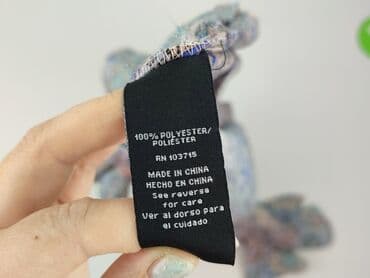 100% POLYESTER/
POLIÉSTER
RN 103715
MADE IN CHINA
HECHO EN CHINA
See reverse
for care
Ver al dorso para
el cuidado